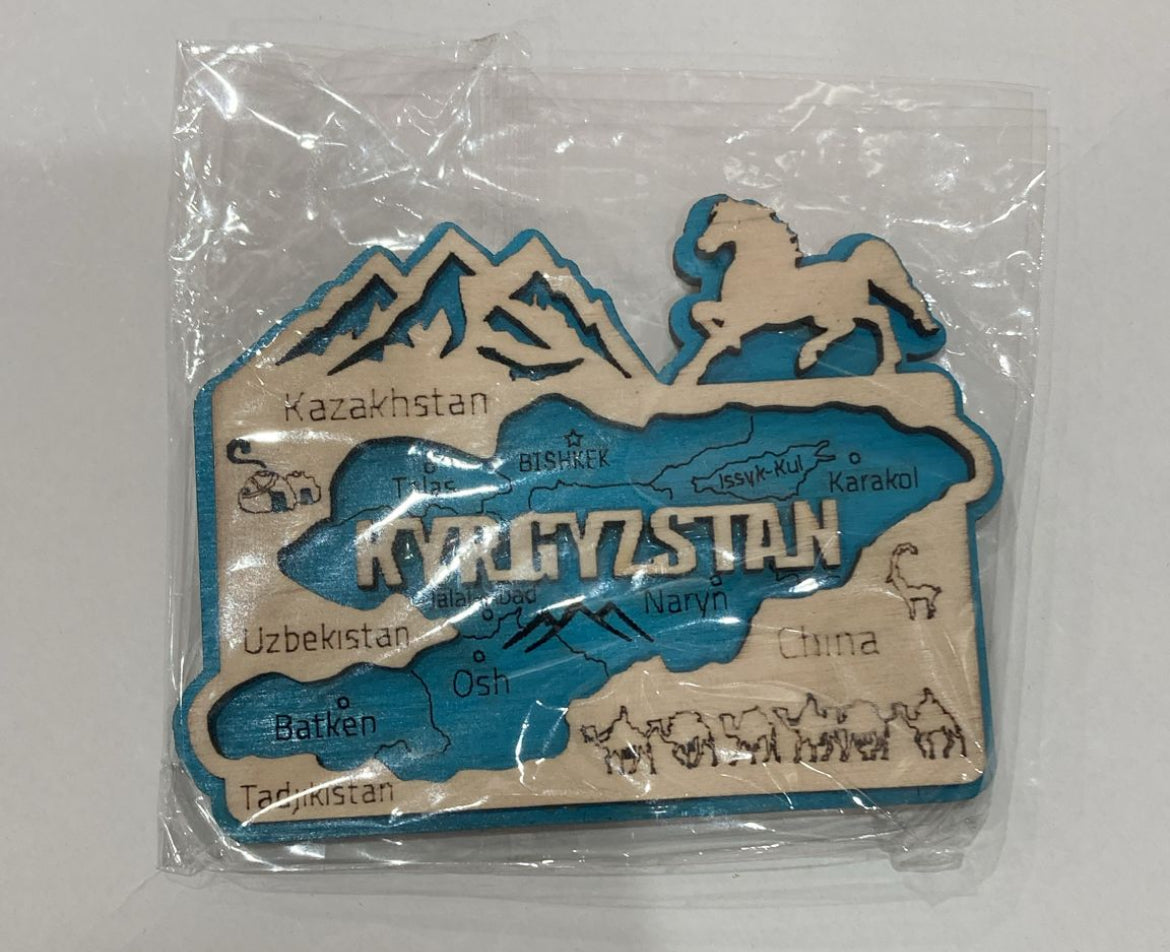 Kazakhstan
BISHKEK
Talas
Issyk-Kul
Karakol
KYRGYZSTAN
Naryn
Uzbekistan
China
Osh
Batken
Tadjikistan